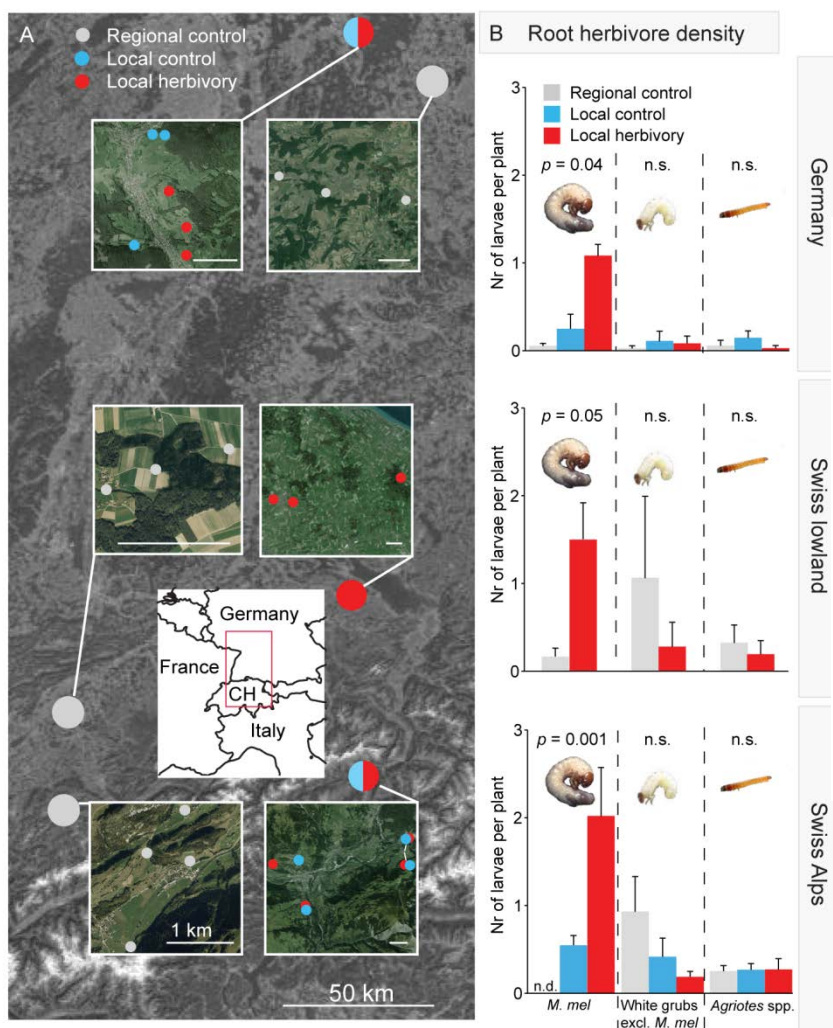 A
Regional control
Local control
Local herbivory
Germany
France
CH
Italy
1 km
50 km
B
Root herbivore density
Germany
3
2
1
0
Nr of larvae per plant
Regional control
Local control
Local herbivory
p = 0.04
n.s.
n.s.
Swiss lowland
3
2
1
0
Nr of larvae per plant
p = 0.05
n.s.
n.s.
Swiss Alps
3
2
1
0
Nr of larvae per plant
p = 0.001
n.s.
n.s.
n.d.
M. mel
White grubs
excl. M. mel
Agriotes spp.